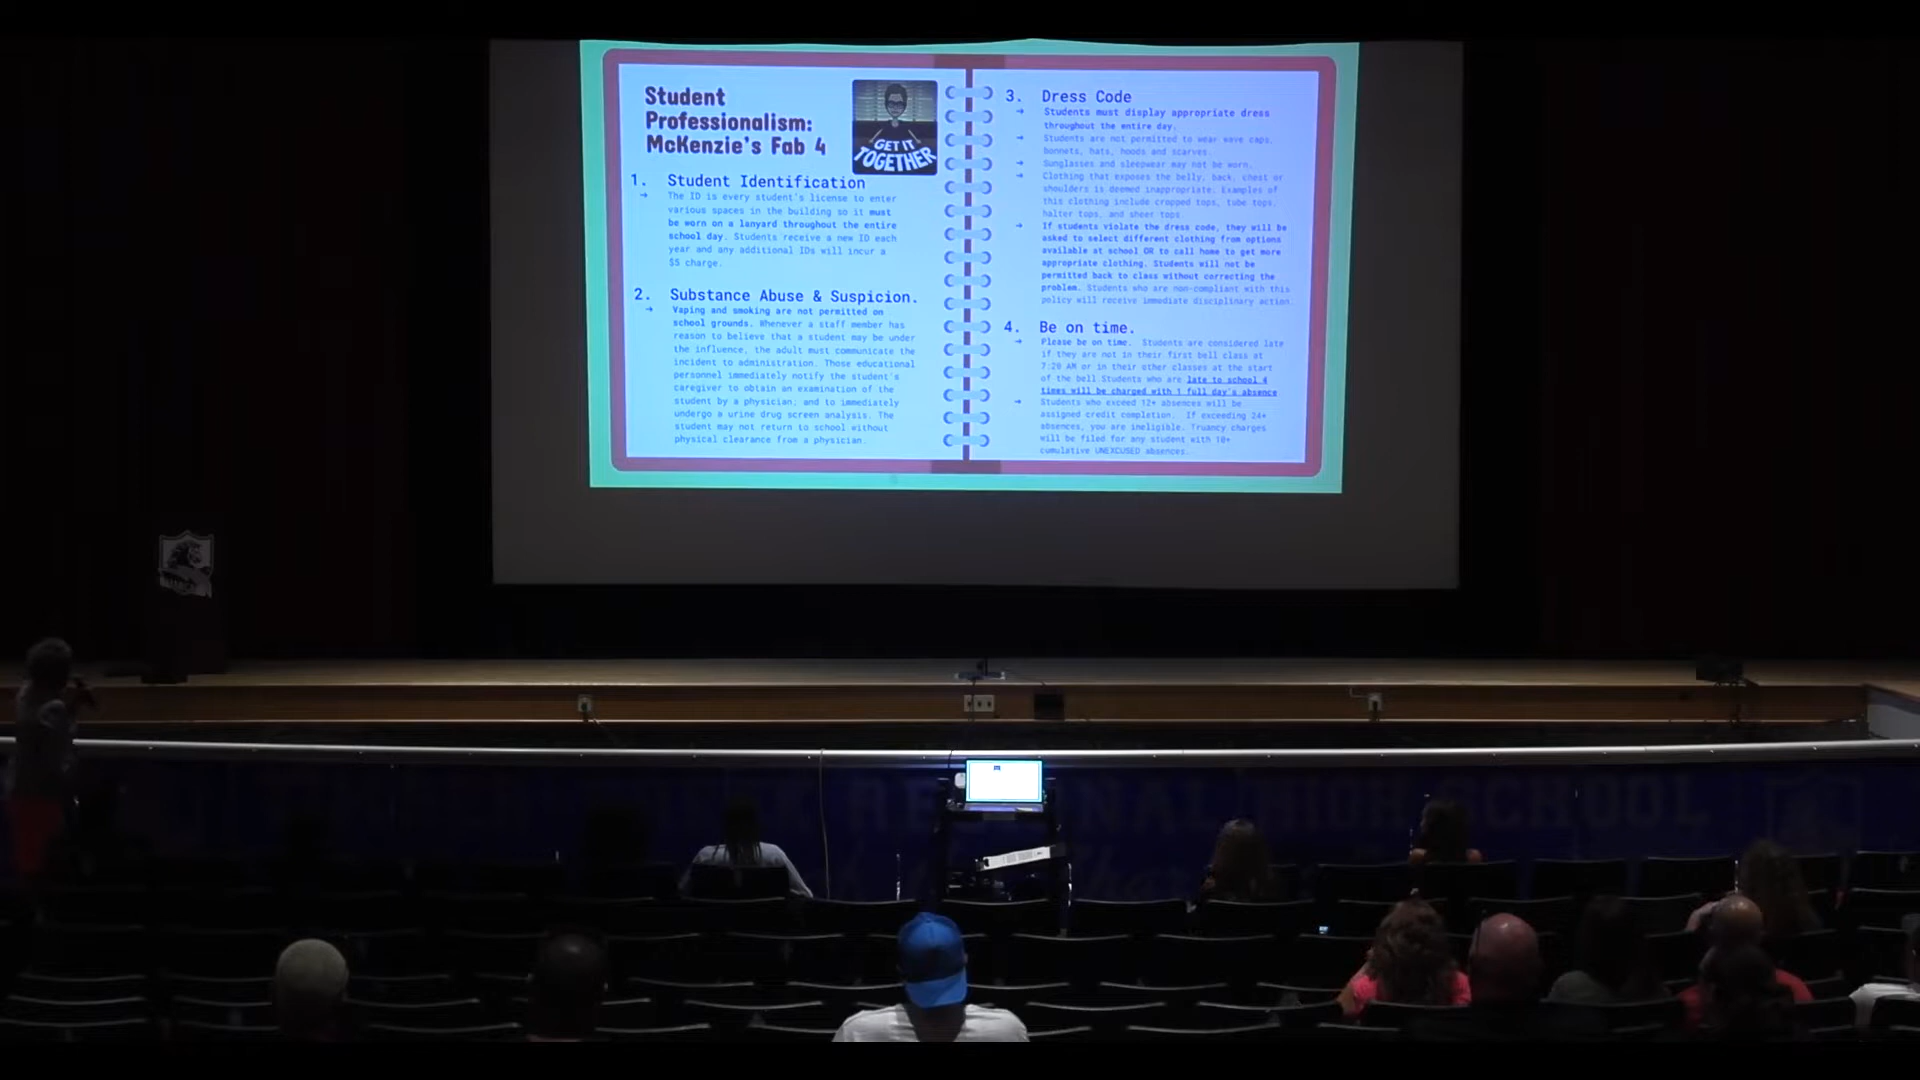 Student
Professionalism:
McKenzie's Fab 4
GET IT
TOGETHER
1. Student Identification
→ The ID is every student's license to enter
various spaces in the building so it must
be worn on a lanyard throughout the entire
school day. Students receive a new ID each
year and any additional IDs will incur a
$5 charge.
2. Substance Abuse & Suspicion.
→ Vaping and smoking are not permitted on
school grounds. Whenever a staff member has
reason to believe that a student may be under
the influence, the adult must communicate the
incident to administration. Those educational
personnel immediately notify the student's
caregiver to obtain an examination of the
student by a physician; and to immediately
undergo a urine drug screen analysis. The
student may not return to school without
physical clearance from a physician.
3. Dress Code
→ Students must display appropriate dress
throughout the entire day.
→ Students are not permitted to wear wave caps,
bonnets, hats, hoods and scarves.
→ Sunglasses and sleepwear may not be worn.
→ Clothing that exposes the belly, back, chest or
shoulders is deemed inappropriate. Examples of
this clothing include cropped tops, tube tops,
halter tops, and sheer tops.
→ If students violate the dress code, they will be
asked to select different clothing from options
available at school OR to call home to get more
appropriate clothing. Students will not be
permitted back to class without correcting the
problem. Students who are non-compliant with this
policy will receive immediate disciplinary action.
4. Be on time.
→ Please be on time. Students are considered late
if they are not in their first bell class at
7:20 AM or in their other classes at the start
of the bell.Students who are late to school 4
times will be charged with 1 full day's absence
→ Students who exceed 12+ absences will be
assigned credit completion. If exceeding 24+
absences, you are ineligible. Truancy charges
will be filed for any student with 10+
cumulative UNEXCUSED absences.
REGIONAL HIGH SCHOOL